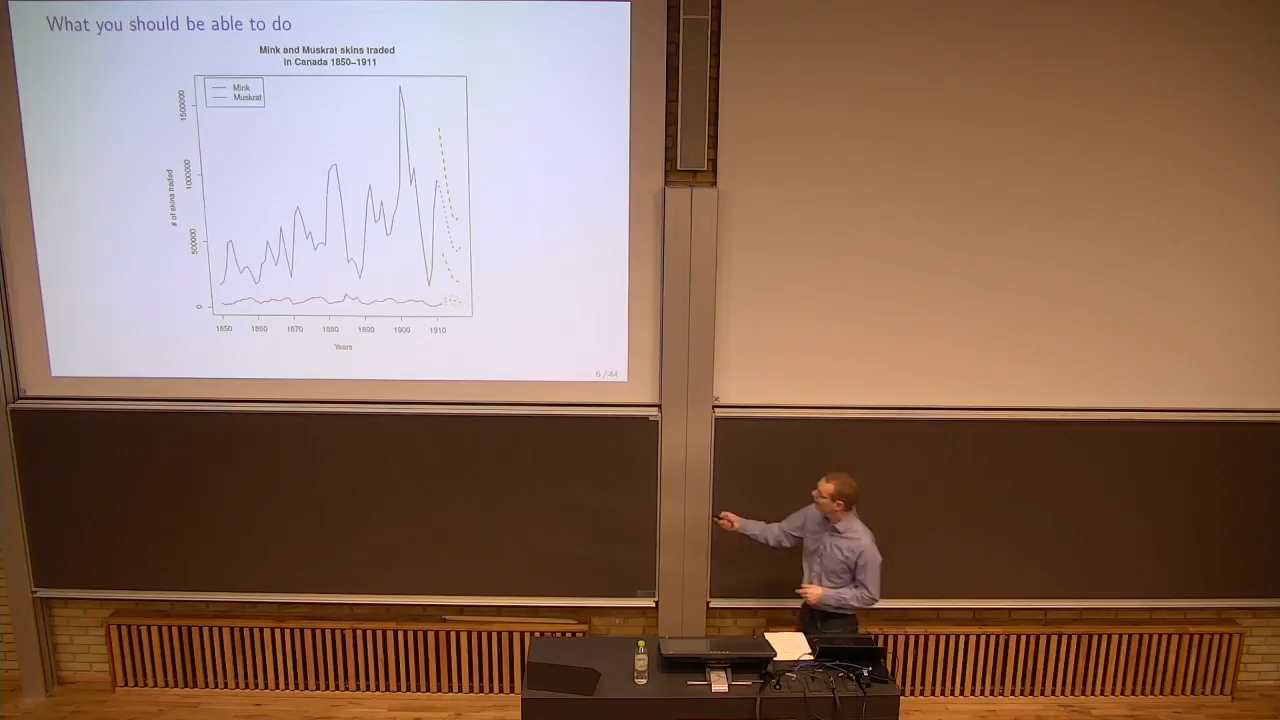 What you should be able to do
Mink and Muskrat skins traded
in Canada 1850–1911
Mink
Muskrat
# of skins traded
1500000
1000000
500000
0
1850 1860 1870 1880 1890 1900 1910
Years
6 / 44